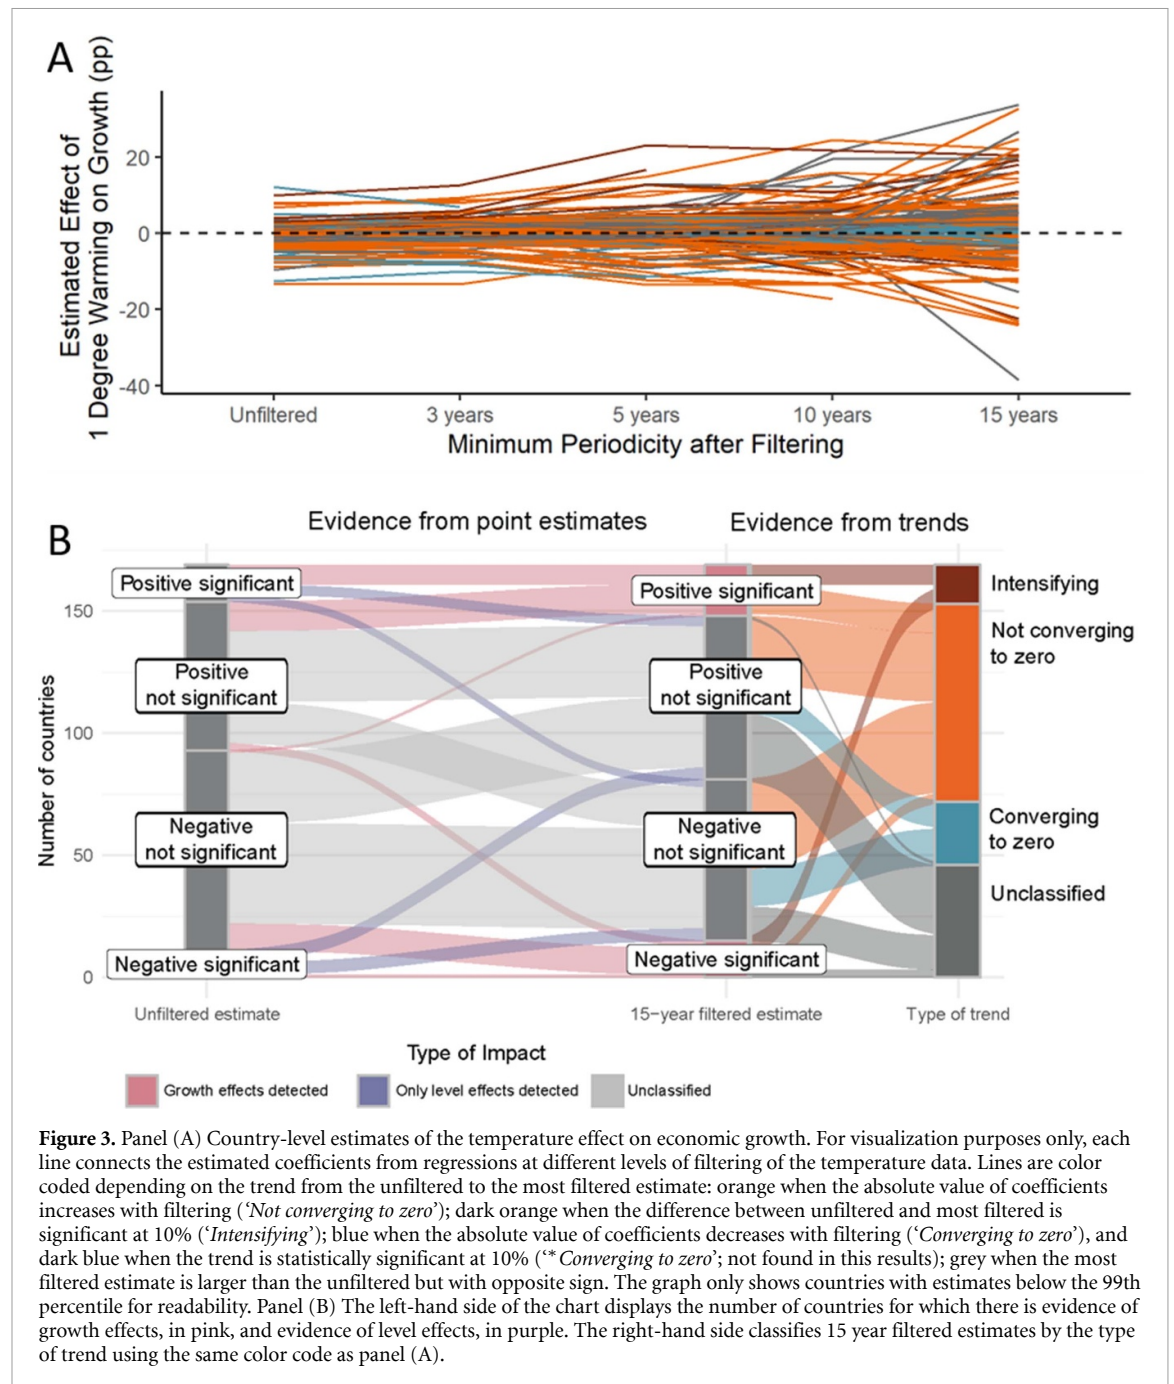 A
Estimated Effect of
1 Degree Warming on Growth (pp)
20
0
-20
-40
Unfiltered
3 years
5 years
10 years
15 years
Minimum Periodicity after Filtering
B
Evidence from point estimates
Evidence from trends
Number of countries
150
100
50
0
Positive significant
Positive
not significant
Negative
not significant
Negative significant
Positive significant
Positive
not significant
Negative
not significant
Negative significant
Intensifying
Not converging
to zero
Converging
to zero
Unclassified
Unfiltered estimate
15−year filtered estimate
Type of trend
Type of Impact
Growth effects detected
Only level effects detected
Unclassified
Figure 3. Panel (A) Country-level estimates of the temperature effect on economic growth. For visualization purposes only, each
line connects the estimated coefficients from regressions at different levels of filtering of the temperature data. Lines are color
coded depending on the trend from the unfiltered to the most filtered estimate: orange when the absolute value of coefficients
increases with filtering (‘Not converging to zero’); dark orange when the difference between unfiltered and most filtered is
significant at 10% (‘Intensifying’); blue when the absolute value of coefficients decreases with filtering (‘Converging to zero’), and
dark blue when the trend is statistically significant at 10% (‘*Converging to zero’; not found in this results); grey when the most
filtered estimate is larger than the unfiltered but with opposite sign. The graph only shows countries with estimates below the 99th
percentile for readability. Panel (B) The left-hand side of the chart displays the number of countries for which there is evidence of
growth effects, in pink, and evidence of level effects, in purple. The right-hand side classifies 15 year filtered estimates by the type
of trend using the same color code as panel (A).